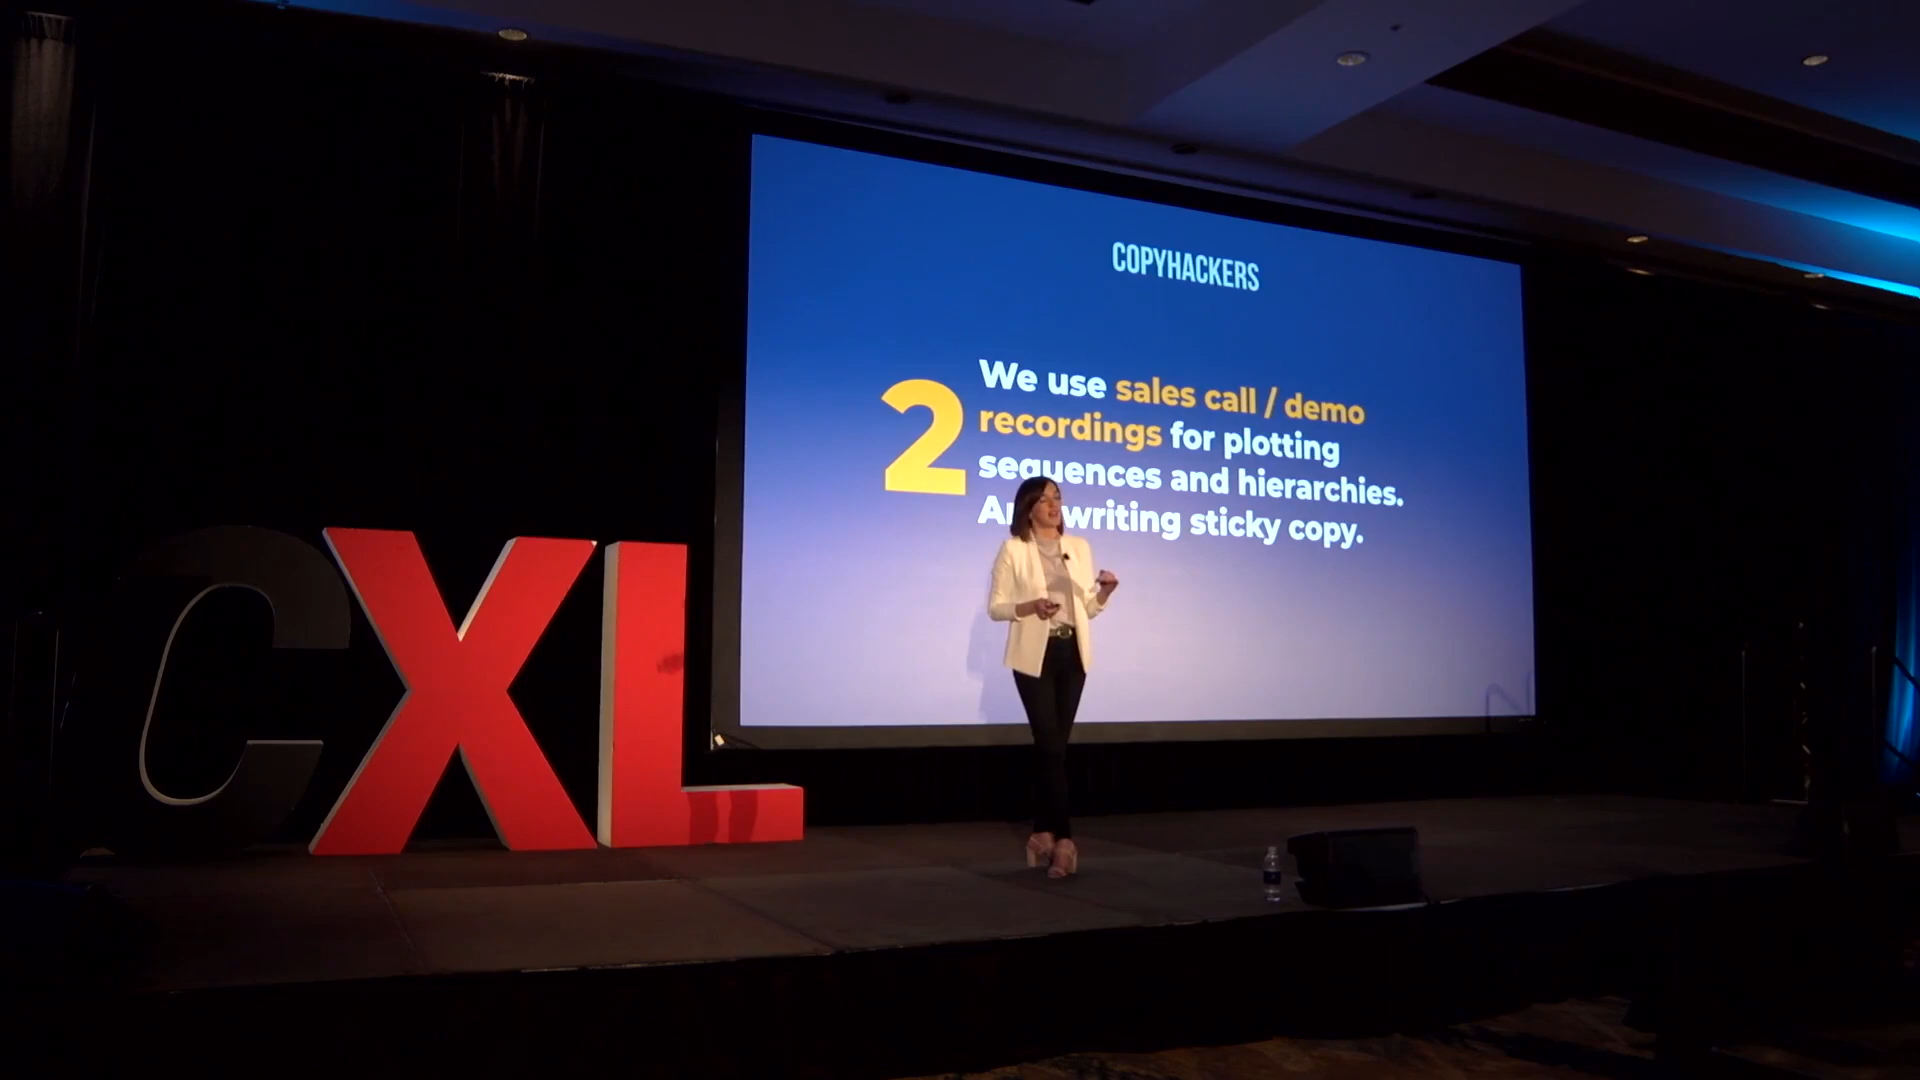 COPYHACKERS
2
We use sales call / demo
recordings for plotting
sequences and hierarchies.
writing sticky copy.
CXL